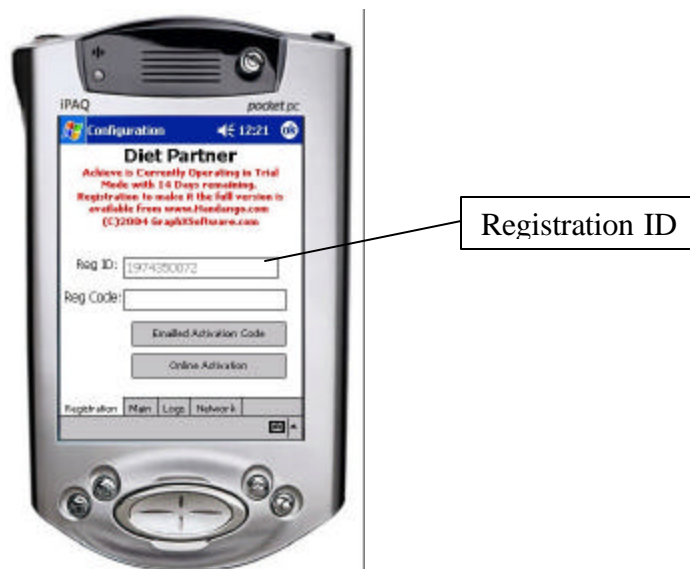 iPAQ
pocket pc
Configuration 12:21 ok
Diet Partner
Achieve is Currently Operating in Trial
Mode with 14 Days remaining.
Registration to make it the full version is
available from www.Handango.com
(C)2004 GraphXSoftware.com
Registration ID
Reg ID: 1974350072
Reg Code:
Emailed Activation Code
Online Activation
Registration Main Logs Network